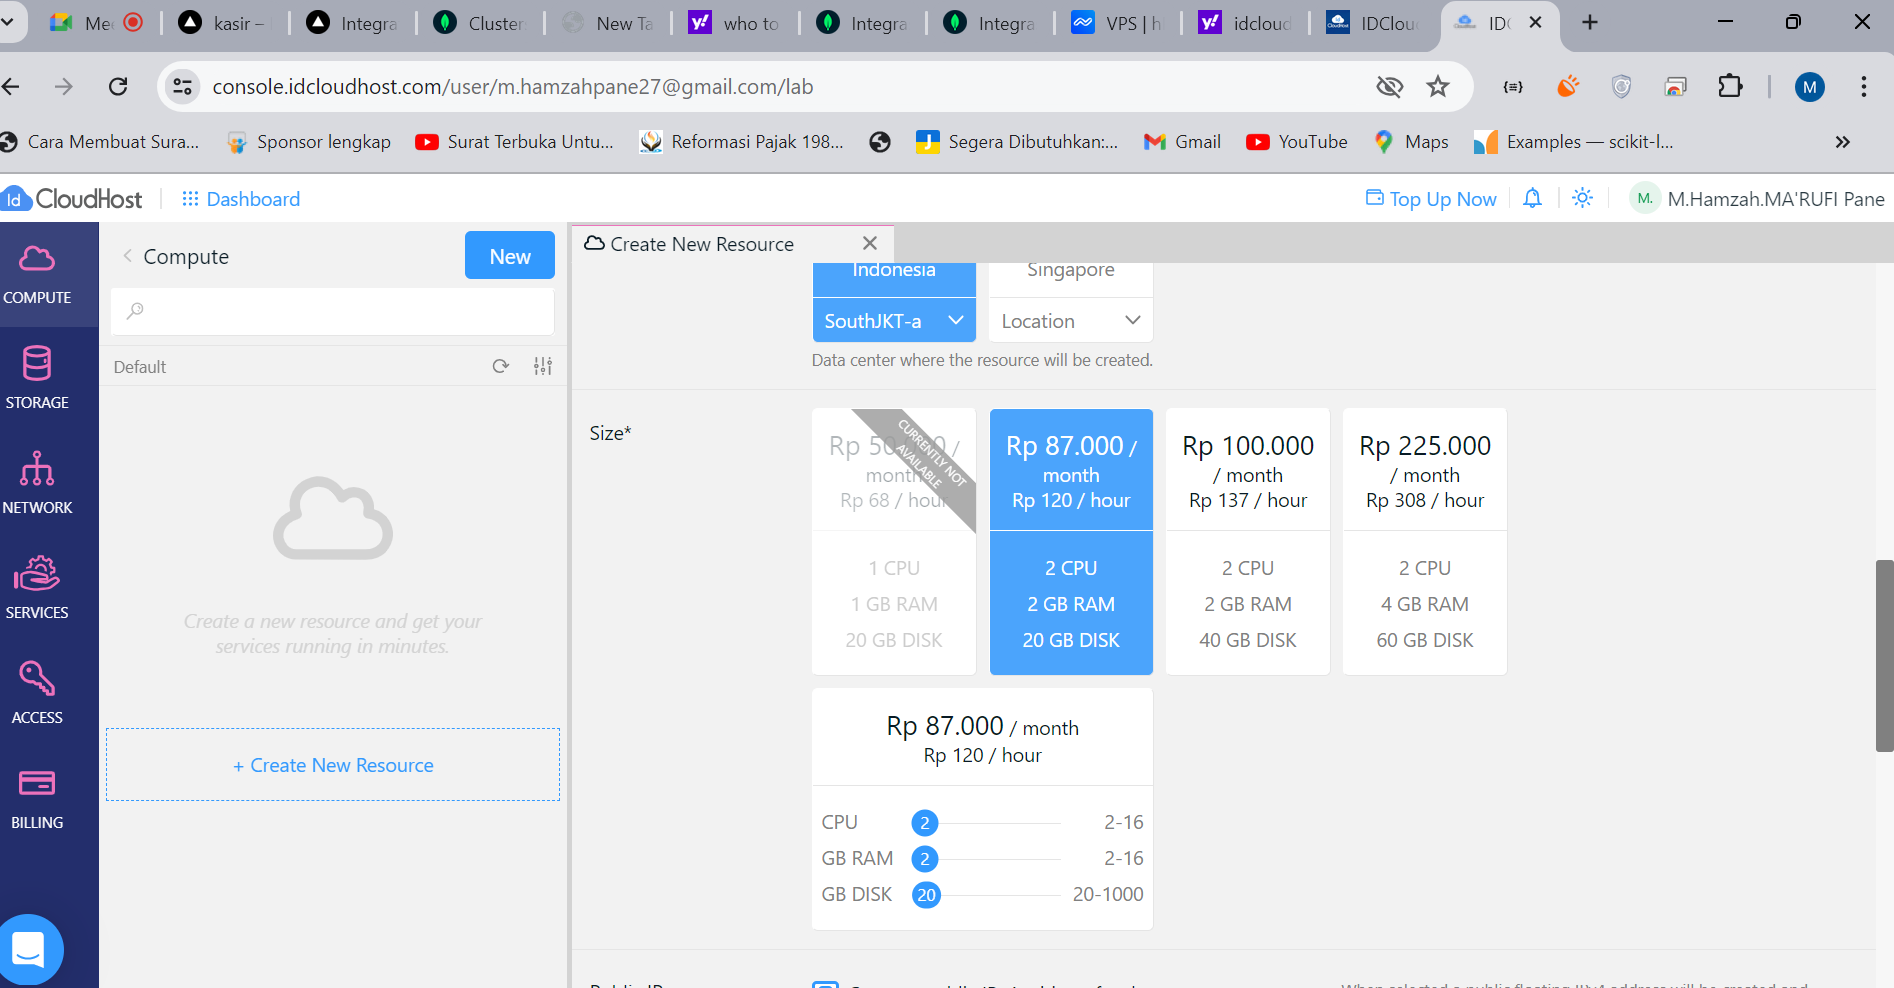 Mee
kasir –
Integra
Cluster
New Ta
who to
Integra
Integra
VPS | h
idcloud
IDClou
console.idcloudhost.com/user/m.hamzahpane27@gmail.com/lab
M
Cara Membuat Sura...
Sponsor lengkap
Surat Terbuka Untu...
Reformasi Pajak 198...
Segera Dibutuhkan:...
Gmail
YouTube
Maps
Examples — scikit-l...
Id CloudHost
Dashboard
Top Up Now
M.
M.Hamzah.MA'RUFI Pane
COMPUTE
STORAGE
NETWORK
SERVICES
ACCESS
BILLING
Compute
New
Default
Create a new resource and get your
services running in minutes.
+ Create New Resource
Create New Resource
Indonesia
Singapore
SouthJKT-a
Location
Data center where the resource will be created.
Size*
CURRENTLY NOT
AVAILABLE
month
Rp 68 / hour
1 CPU
1 GB RAM
20 GB DISK
Rp 87.000 /
month
Rp 120 / hour
2 CPU
2 GB RAM
20 GB DISK
Rp 100.000
/ month
Rp 137 / hour
2 CPU
2 GB RAM
40 GB DISK
Rp 225.000
/ month
Rp 308 / hour
2 CPU
4 GB RAM
60 GB DISK
Rp 87.000 / month
Rp 120 / hour
CPU 2 2-16
GB RAM 2 2-16
GB DISK 20 20-1000